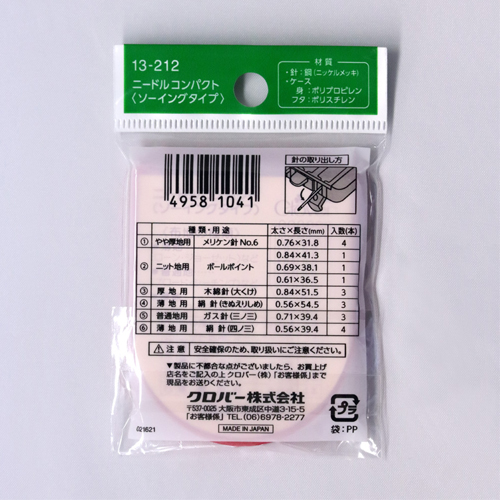 13-212
ニードルコンパクト
〈ソーイングタイプ〉
材質
・針：鋼(ニッケルメッキ)
・ケース
身：ポリプロピレン
フタ：ポリスチレン
4958 1041
針の取り出し方
種類・用途 太さ×長さ(mm) 入数(本)
① やや厚地用 メリケン針 No.6 0.76×31.8 4
② ニット地用 ボールポイント 0.84×41.3 1
0.69×38.1 1
0.61×36.5 1
③ 厚地用 木綿針(大くけ) 0.84×51.5 3
④ 薄地用 絹針(きぬえりしめ) 0.56×54.5 3
⑤ 普通地用 ガス針(三ノ三) 0.71×39.4 3
⑥ 薄地用 絹針(四ノ三) 0.56×39.4 4
⚠注意 安全確保のため、取り扱いにご注意ください。
▼製品に不都合な点がございましたら、お買上げ
店名をご記入の上クロバー(株)「お客様係」まで
現品をお送りください。
クロバー株式会社
〒537-0025 大阪市東成区中道3-15-5
「お客様係」TEL.(06)6978-2277
MADE IN JAPAN
021621
プラ
袋：PP